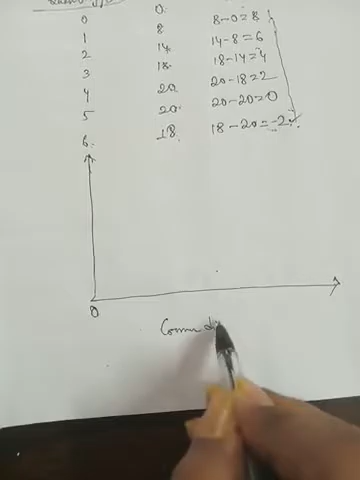 0 0
1 8 8-0=8
2 14 14-8=6
3 18 18-14=4
4 20 20-18=2
5 20 20-20=0
6 18 18-20=-2
0
Commodi